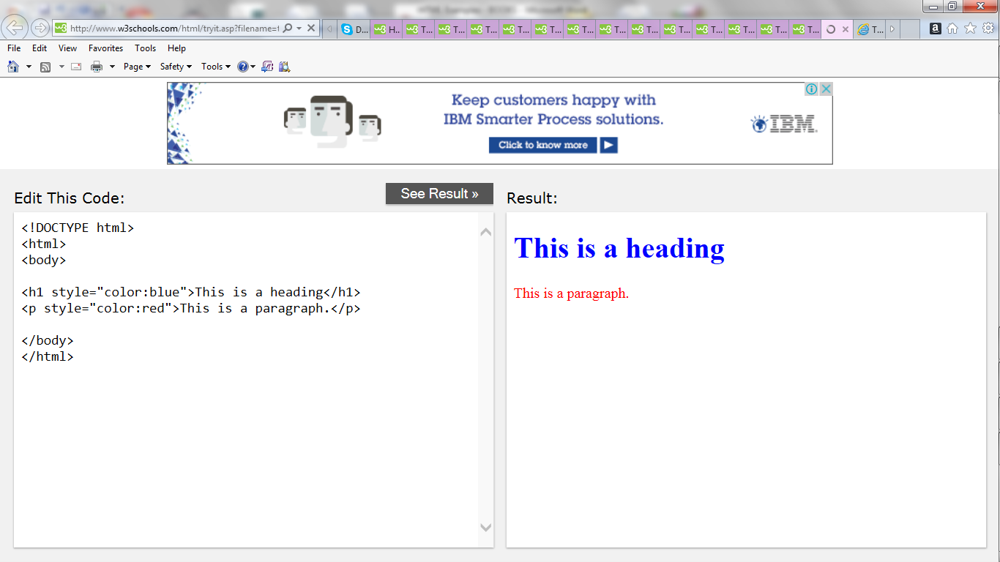 http://www.w3schools.com/html/tryit.asp?filename=t
D... H... T... T... T... T... T... T... T... T... T... T... T... T... T... T...
File Edit View Favorites Tools Help
Page Safety Tools
Keep customers happy with
IBM Smarter Process solutions.
Click to know more
IBM
Edit This Code:
See Result »
Result:
<!DOCTYPE html>
<html>
<body>
<h1 style="color:blue">This is a heading</h1>
<p style="color:red">This is a paragraph.</p>
</body>
</html>
This is a heading
This is a paragraph.